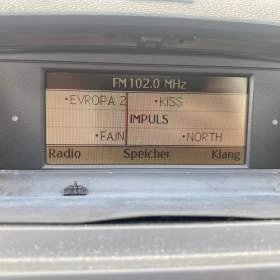 FM 102.0 MHz
•EVROPA 2 •KISS
IMPULS
•FAIN •NORTH
Radio Speicher Klang